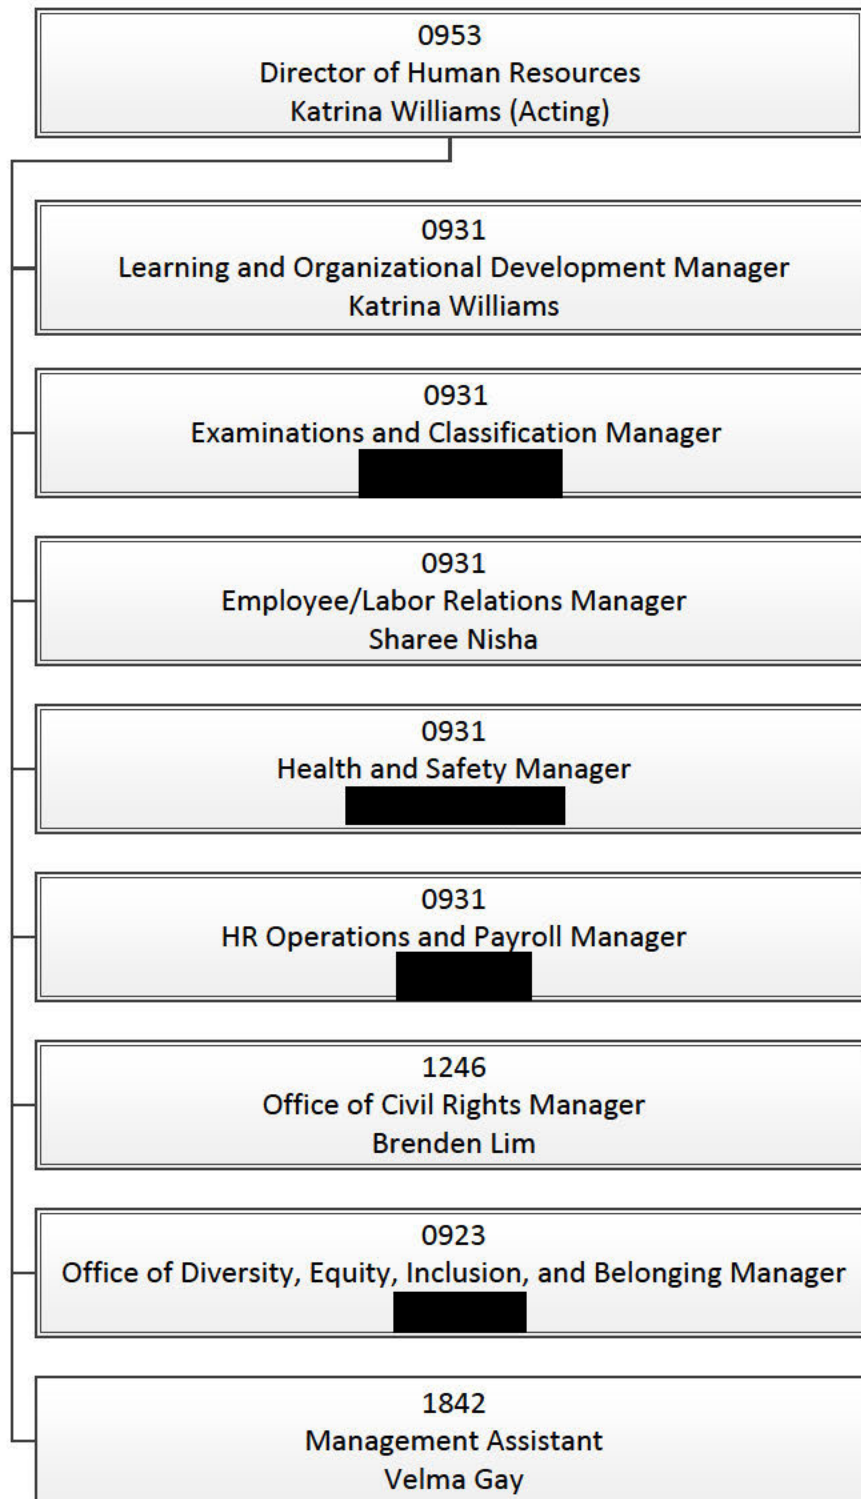 0953
Director of Human Resources
Katrina Williams (Acting)
0931
Learning and Organizational Development Manager
Katrina Williams
0931
Examinations and Classification Manager
0931
Employee/Labor Relations Manager
Sharee Nisha
0931
Health and Safety Manager
0931
HR Operations and Payroll Manager
1246
Office of Civil Rights Manager
Brenden Lim
0923
Office of Diversity, Equity, Inclusion, and Belonging Manager
1842
Management Assistant
Velma Gay